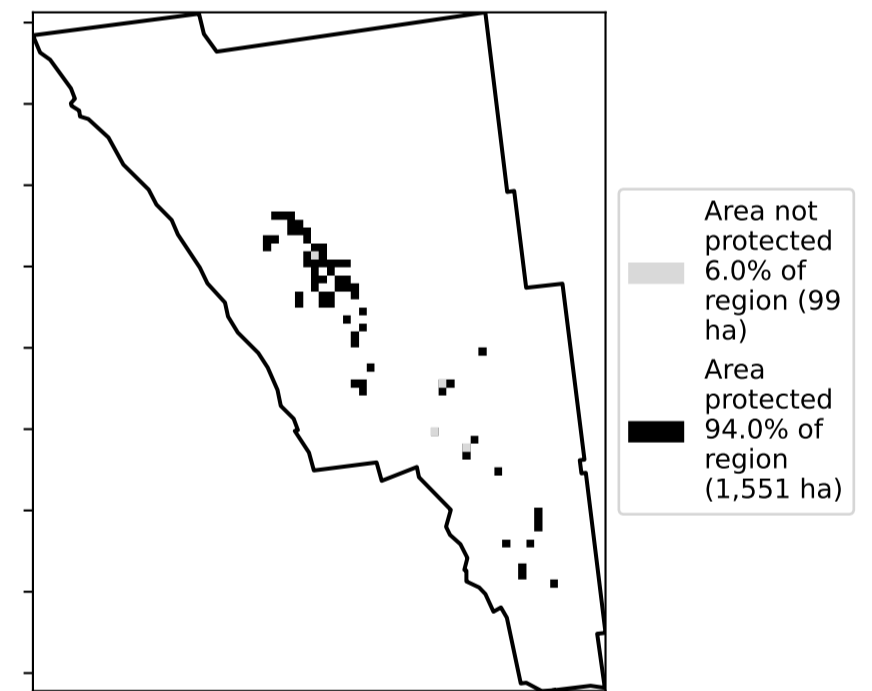 Area not
protected
6.0% of
region (99
ha)
Area
protected
94.0% of
region
(1,551 ha)